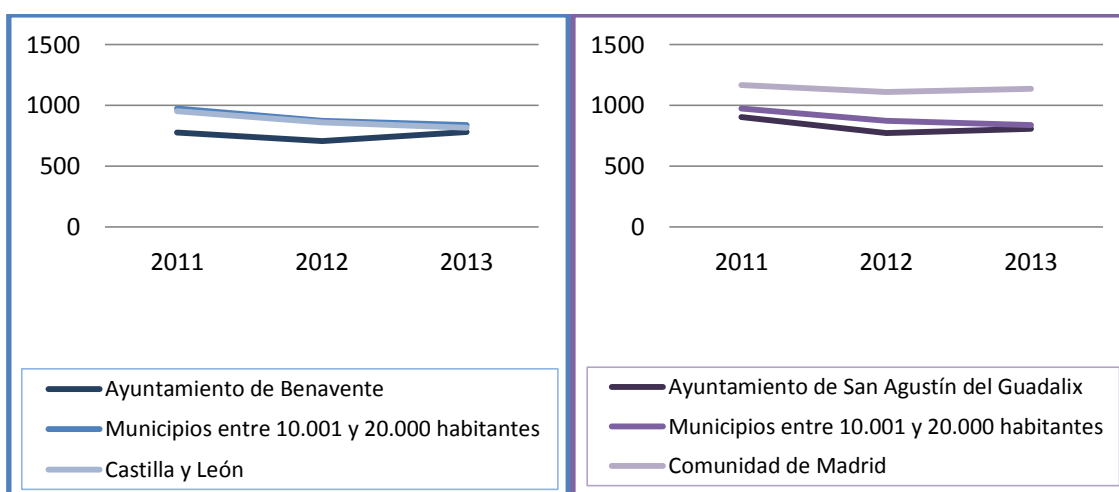 1500
1000
500
0
2011 2012 2013
Ayuntamiento de Benavente
Municipios entre 10.001 y 20.000 habitantes
Castilla y León
1500
1000
500
0
2011 2012 2013
Ayuntamiento de San Agustín del Guadalix
Municipios entre 10.001 y 20.000 habitantes
Comunidad de Madrid